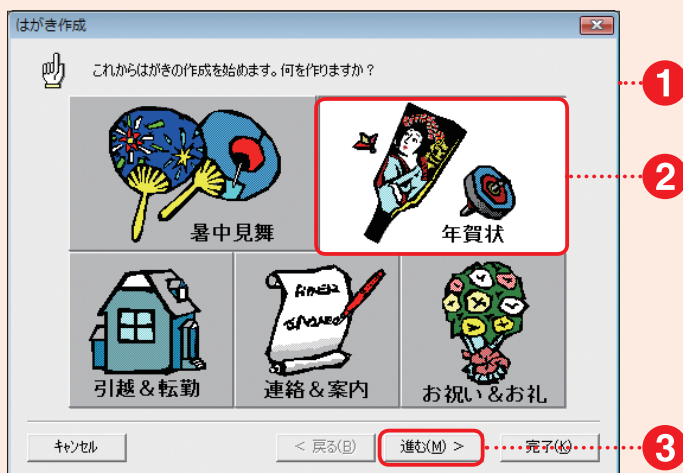 はがき作成
これからはがきの作成を始めます。何を作りますか?
1
暑中見舞
年賀状
2
引越&転勤
連絡&案内
お祝い&お礼
キャンセル
< 戻る(B)
進む(M) >
完了(K)
3